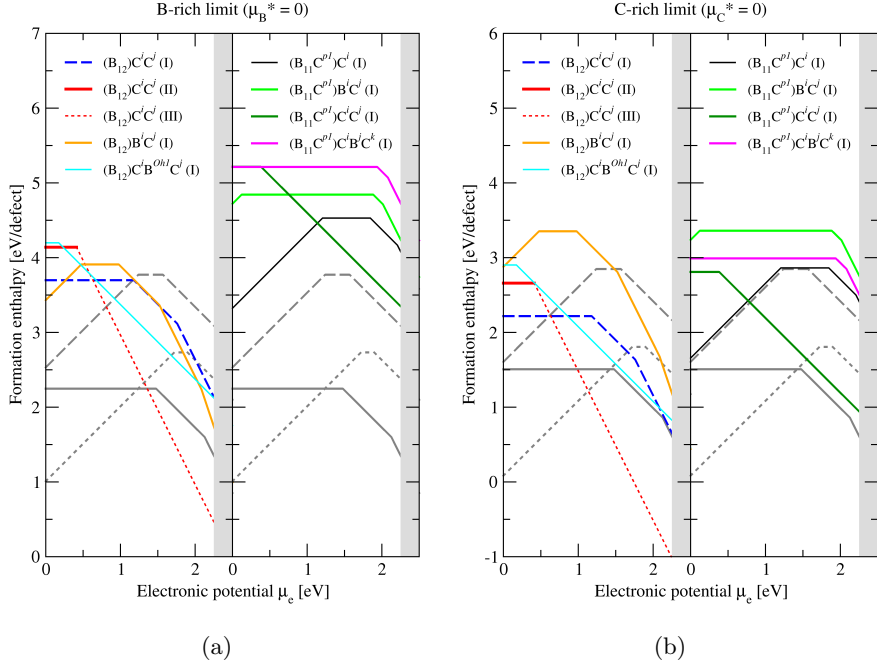 B-rich limit (μB* = 0)
7
6
5
4
3
2
1
0
Formation enthalpy [eV/defect]
(B12)CiCj (I)
(B12)CiCj (II)
(B12)CiCj (III)
(B12)BiCj (I)
(B12)CiBOh1Cj (I)
(B11Cp1)Ci (I)
(B11Cp1)BiCj (I)
(B11Cp1)CiCj (I)
(B11Cp1)CiBjCk (I)
0 1 2 0 1 2
Electronic potential μe [eV]
(a)
C-rich limit (μC* = 0)
6
5
4
3
2
1
0
-1
Formation enthalpy [eV/defect]
(B12)CiCj (I)
(B12)CiCj (II)
(B12)CiCj (III)
(B12)BiCj (I)
(B12)CiBOh1Cj (I)
(B11Cp1)Ci (I)
(B11Cp1)BiCj (I)
(B11Cp1)CiCj (I)
(B11Cp1)CiBjCk (I)
0 1 2 0 1 2
Electronic potential μe [eV]
(b)